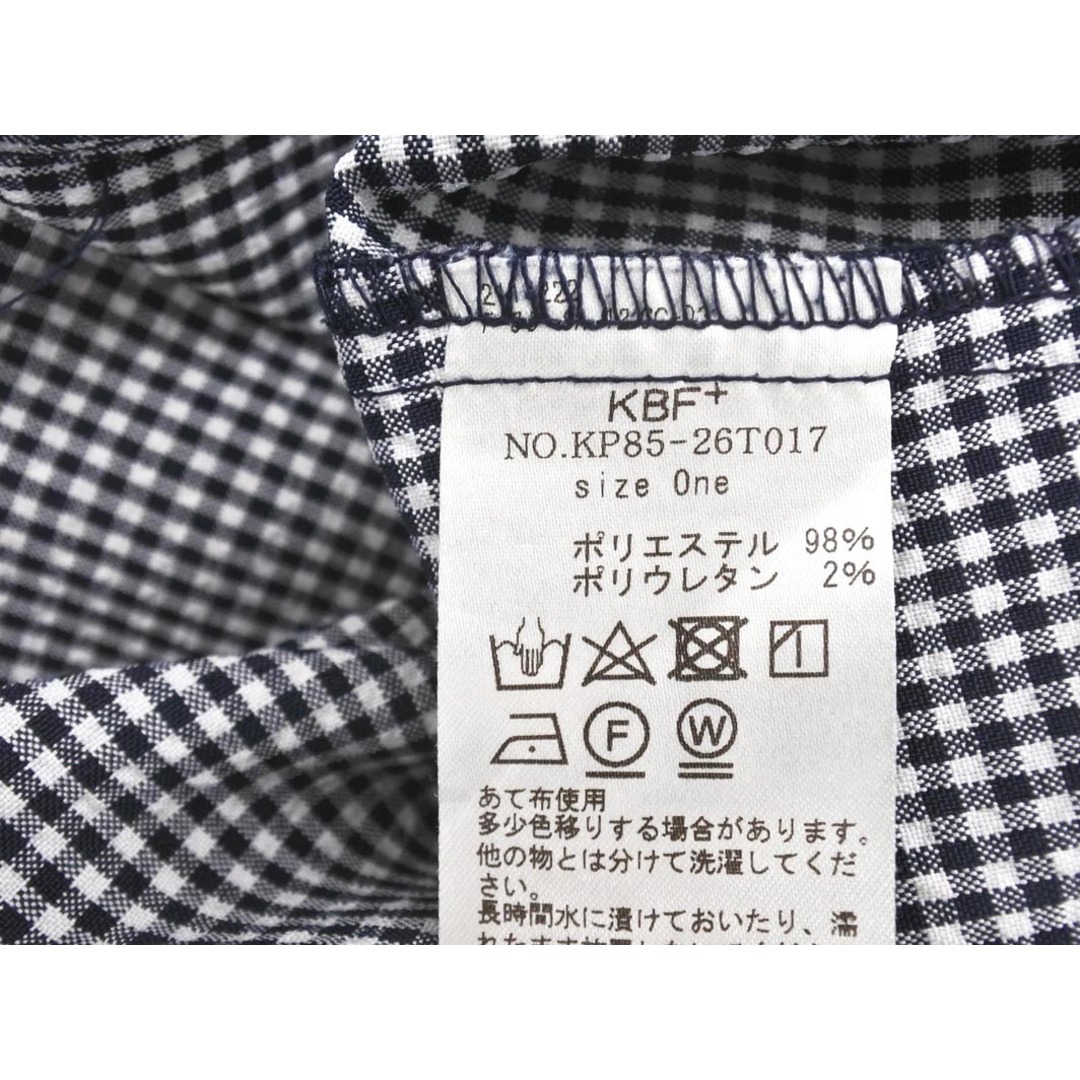 KBF+
NO.KP85-26T017
size One
ポリエステル 98%
ポリウレタン 2%
F W
あて布使用
多少色移りする場合があります。
他の物とは分けて洗濯してくだ
さい。
長時間水に漬けておいたり、濡